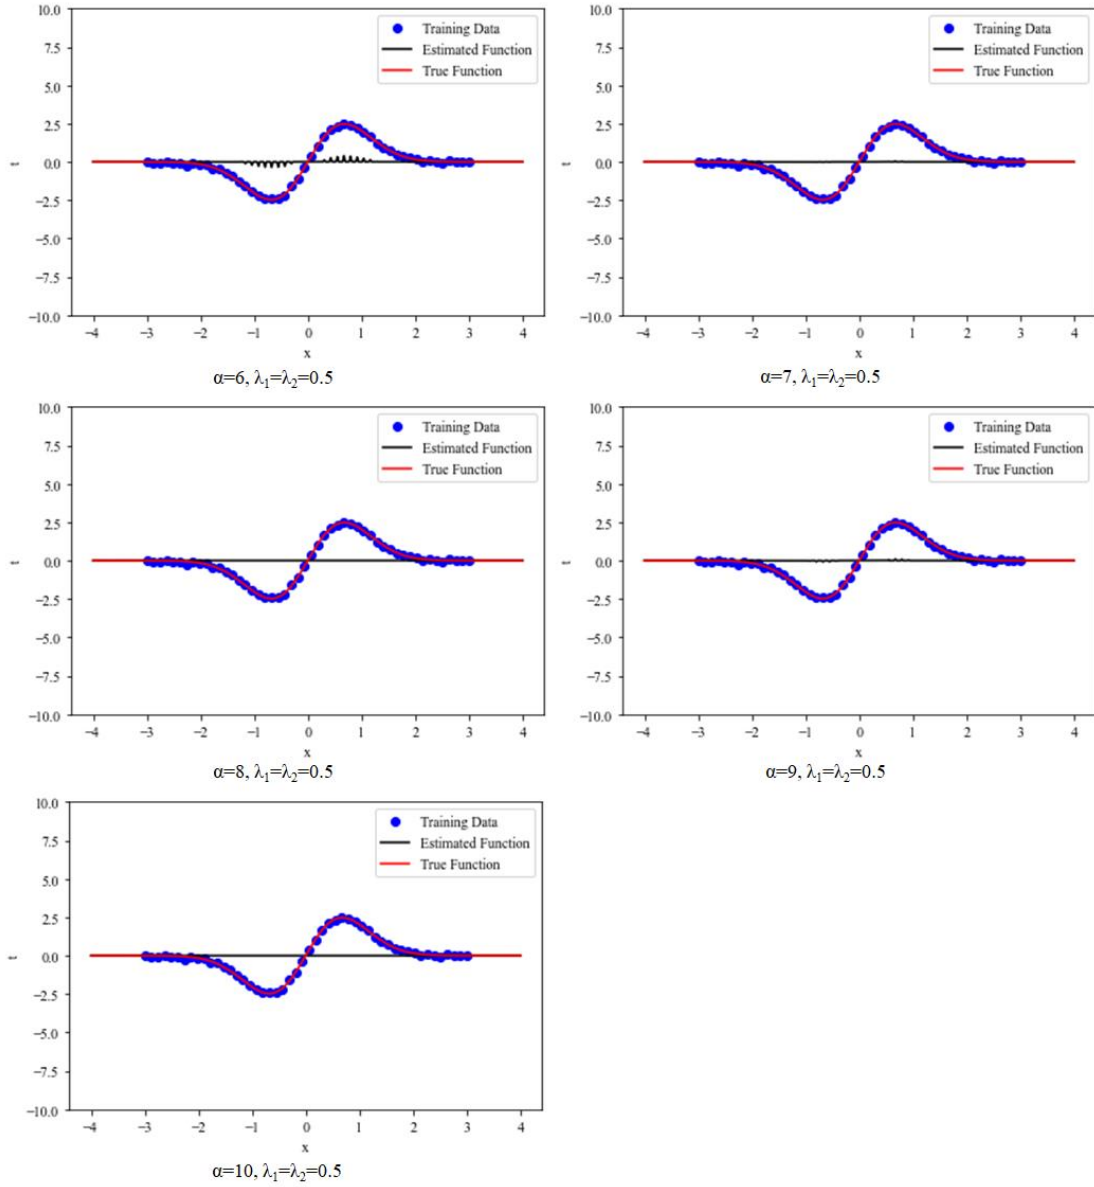 10.0
7.5
5.0
2.5
0.0
−2.5
−5.0
−7.5
−10.0
t
Training Data
Estimated Function
True Function
−4 −3 −2 −1 0 1 2 3 4
x
α=6, λ₁=λ₂=0.5
10.0
7.5
5.0
2.5
0.0
−2.5
−5.0
−7.5
−10.0
t
Training Data
Estimated Function
True Function
−4 −3 −2 −1 0 1 2 3 4
x
α=7, λ₁=λ₂=0.5
10.0
7.5
5.0
2.5
0.0
−2.5
−5.0
−7.5
−10.0
t
Training Data
Estimated Function
True Function
−4 −3 −2 −1 0 1 2 3 4
x
α=8, λ₁=λ₂=0.5
10.0
7.5
5.0
2.5
0.0
−2.5
−5.0
−7.5
−10.0
t
Training Data
Estimated Function
True Function
−4 −3 −2 −1 0 1 2 3 4
x
α=9, λ₁=λ₂=0.5
10.0
7.5
5.0
2.5
0.0
−2.5
−5.0
−7.5
−10.0
t
Training Data
Estimated Function
True Function
−4 −3 −2 −1 0 1 2 3 4
x
α=10, λ₁=λ₂=0.5